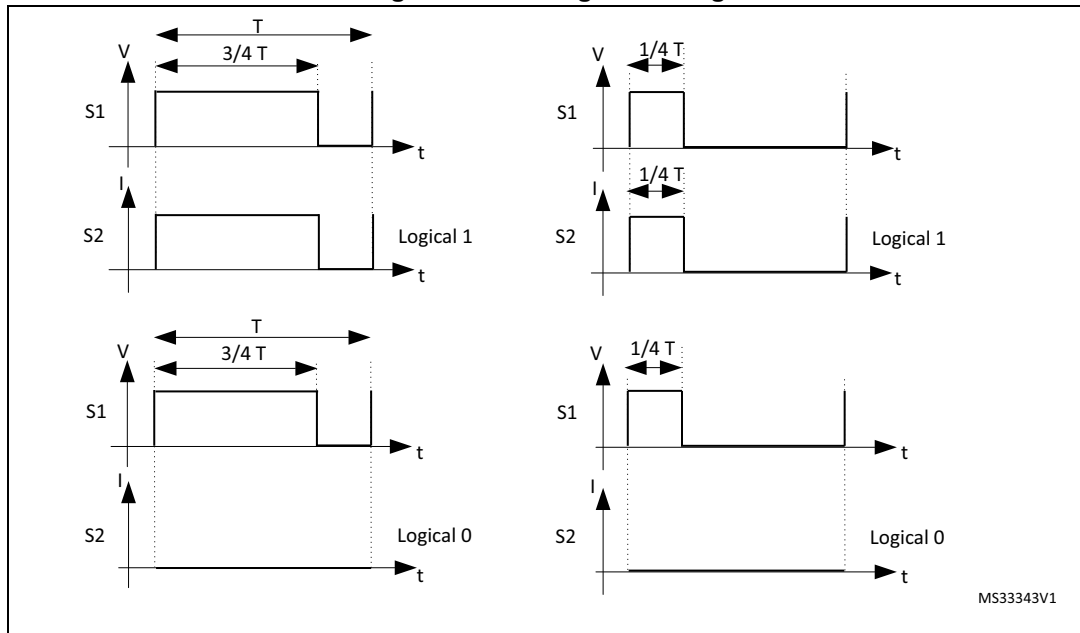 T
V
3/4 T
S1
t
I
S2
Logical 1
t
V
1/4 T
S1
t
I
1/4 T
S2
Logical 1
t
T
V
3/4 T
S1
t
I
S2
Logical 0
t
V
1/4 T
S1
t
I
S2
Logical 0
t
MS33343V1